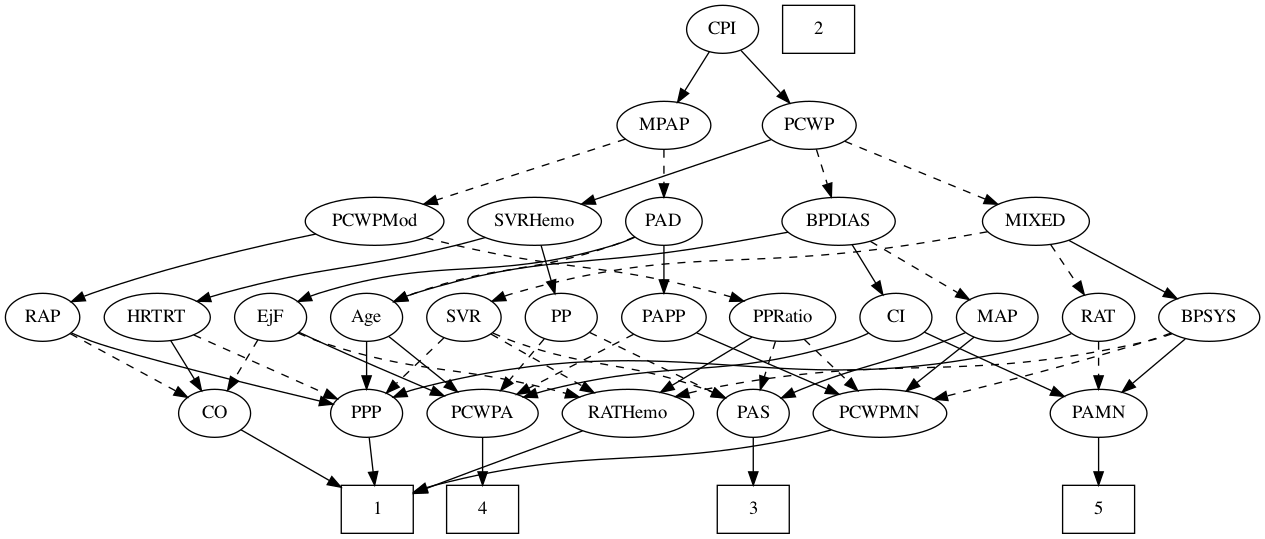 CPI
2
MPAP
PCWP
PCWPMod
SVRHemo
PAD
BPDIAS
MIXED
RAP
HRTRT
EjF
Age
SVR
PP
PAPP
PPRatio
CI
MAP
RAT
BPSYS
CO
PPP
PCWPA
RATHemo
PAS
PCWPMN
PAMN
1
4
3
5